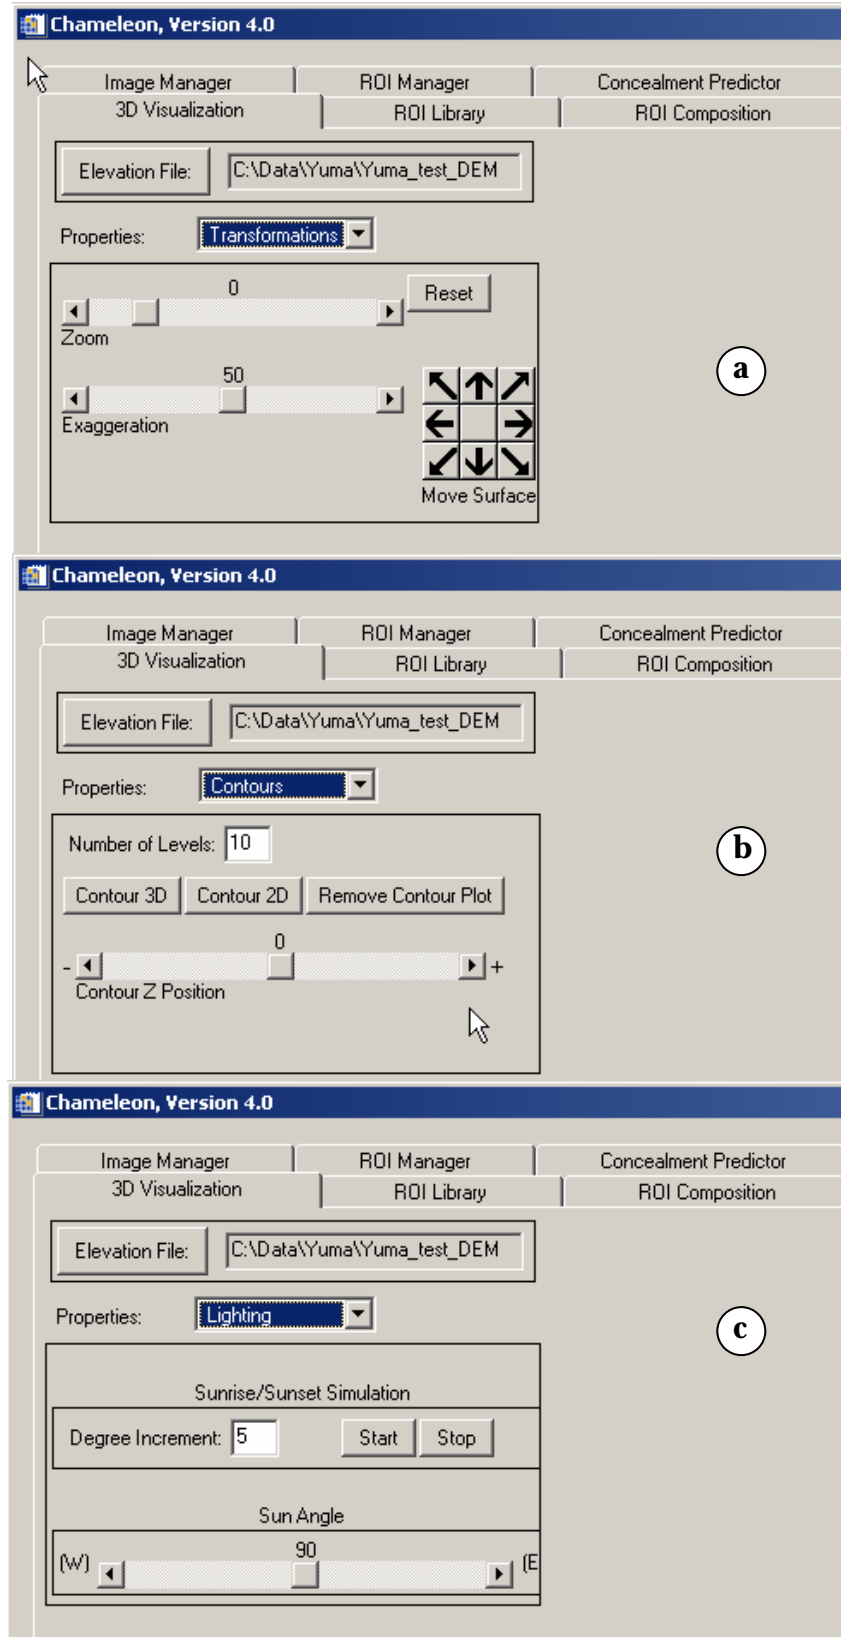 Chameleon, Version 4.0
Image Manager ROI Manager Concealment Predictor
3D Visualization ROI Library ROI Composition
Elevation File: C:\Data\Yuma\Yuma_test_DEM
Properties: Transformations
0 Reset
Zoom
50
Exaggeration
Move Surface
a
Chameleon, Version 4.0
Image Manager ROI Manager Concealment Predictor
3D Visualization ROI Library ROI Composition
Elevation File: C:\Data\Yuma\Yuma_test_DEM
Properties: Contours
Number of Levels: 10
Contour 3D Contour 2D Remove Contour Plot
0
- +
Contour Z Position
b
Chameleon, Version 4.0
Image Manager ROI Manager Concealment Predictor
3D Visualization ROI Library ROI Composition
Elevation File: C:\Data\Yuma\Yuma_test_DEM
Properties: Lighting
Sunrise/Sunset Simulation
Degree Increment: 5 Start Stop
Sun Angle
90
(W) (E
c